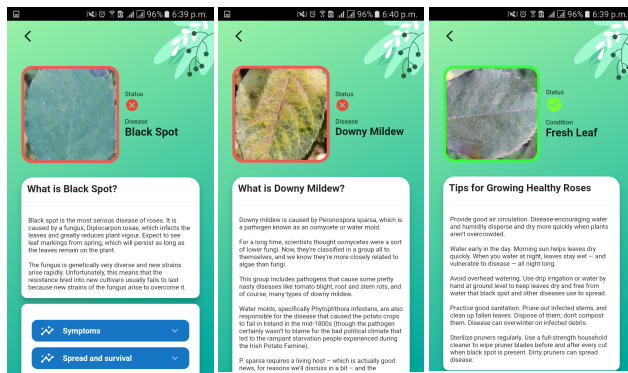 96% 6:39 p.m.
Status
Disease
Black Spot
What is Black Spot?
Black spot is the most serious disease of roses. It is
caused by a fungus, Diplocarpon rosae, which infects the
leaves and greatly reduces plant vigour. Expect to see
leaf markings from spring, which will persist as long as
the leaves remain on the plant.
The fungus is genetically very diverse and new strains
arise rapidly. Unfortunately, this means that the
resistance bred into new cultivars usually fails to last
because new strains of the fungus arise to overcome it.
Symptoms
Spread and survival
96% 6:40 p.m.
Status
Disease
Downy Mildew
What is Downy Mildew?
Downy mildew is caused by Peronospora sparsa, which is
a pathogen known as an oomycete or water mold.
For a long time, scientists thought oomycetes were a sort
of lower fungi. Now, they're classified in a group all to
themselves, and we know they're more closely related to
algae than fungi.
This group includes pathogens that cause some pretty
nasty diseases like tomato blight, root and stem rots, and
of course, many types of downy mildew.
Water molds, specifically Phytophthora infestans, are also
responsible for the disease that caused the potato crops
to fail in Ireland in the mid-1800s (though the pathogen
certainly wasn't to blame for the bad political climate that
led to the rampant starvation people experienced during
the Irish Potato Famine).
P. sparsa requires a living host – which is actually good
news, for reasons we'll discuss in a bit – and the
96% 6:39 p.m.
Status
Condition
Fresh Leaf
Tips for Growing Healthy Roses
Provide good air circulation. Disease-encouraging water
and humidity disperse and dry more quickly when plants
aren't overcrowded.
Water early in the day. Morning sun helps leaves dry
quickly. When you water at night, leaves stay wet – and
vulnerable to disease – all night long.
Avoid overhead watering. Use drip irrigation or water by
hand at ground level to keep leaves dry and free from
water that black spot and other diseases use to spread.
Practice good sanitation. Prune out infected stems, and
clean up fallen leaves. Dispose of them; don't compost
them. Disease can overwinter on infected debris.
Sterilize pruners regularly. Use a full-strength household
cleaner to wipe pruner blades before and after every cut
when black spot is present. Dirty pruners can spread
disease.